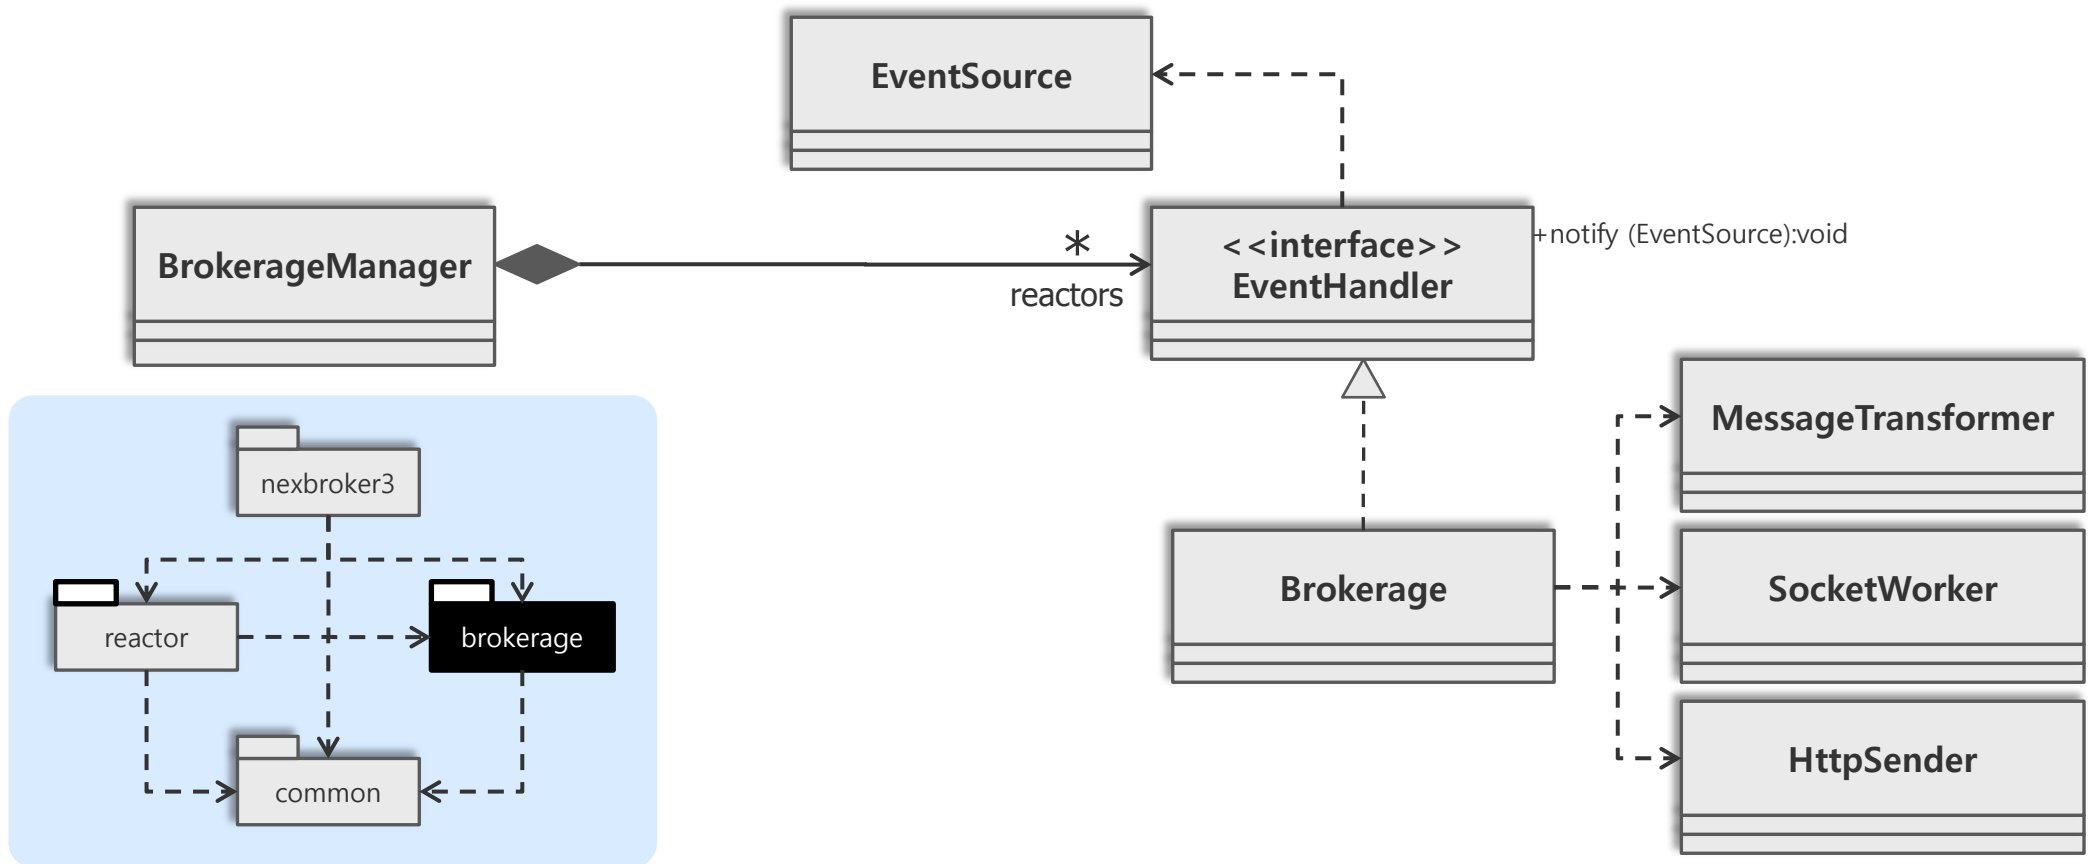 EventSource
BrokerageManager
*
reactors
<<interface>>
EventHandler
+notify (EventSource):void
MessageTransformer
Brokerage
SocketWorker
HttpSender
nexbroker3
reactor
brokerage
common